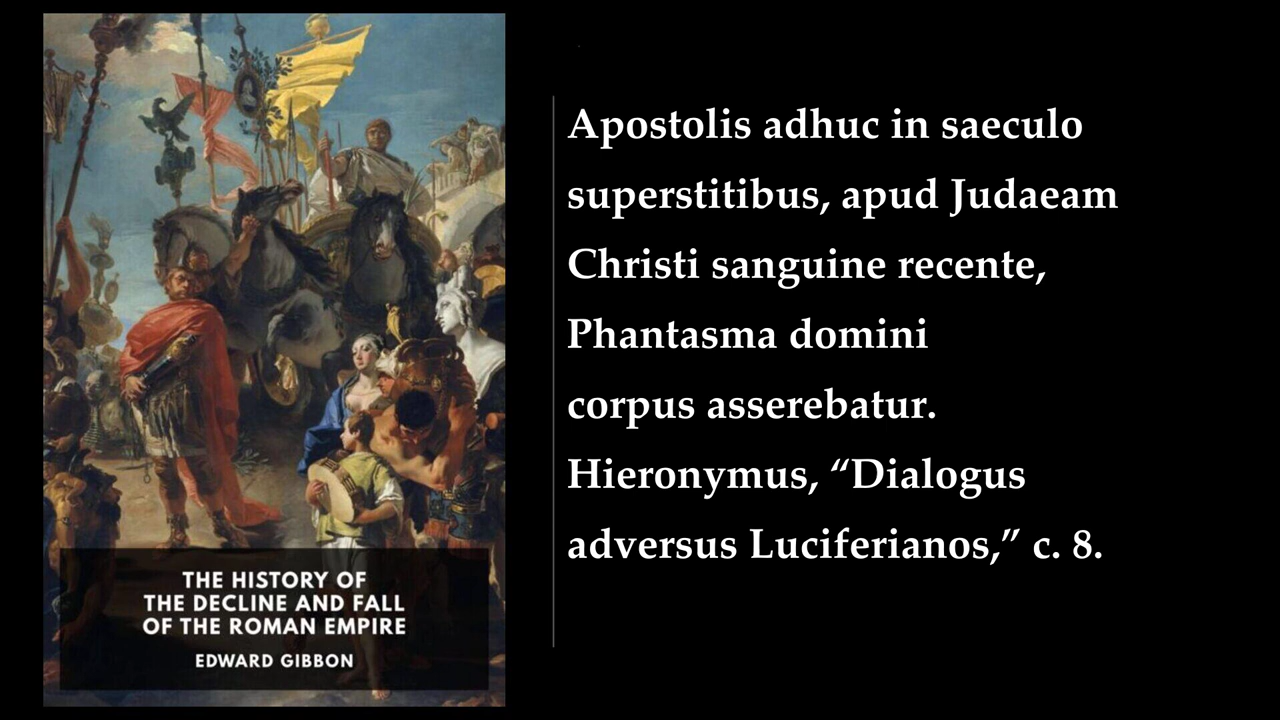 THE HISTORY OF
THE DECLINE AND FALL
OF THE ROMAN EMPIRE
EDWARD GIBBON
Apostolis adhuc in saeculo
superstitibus, apud Judaeam
Christi sanguine recente,
Phantasma domini
corpus asserebatur.
Hieronymus, “Dialogus
adversus Luciferianos,” c. 8.